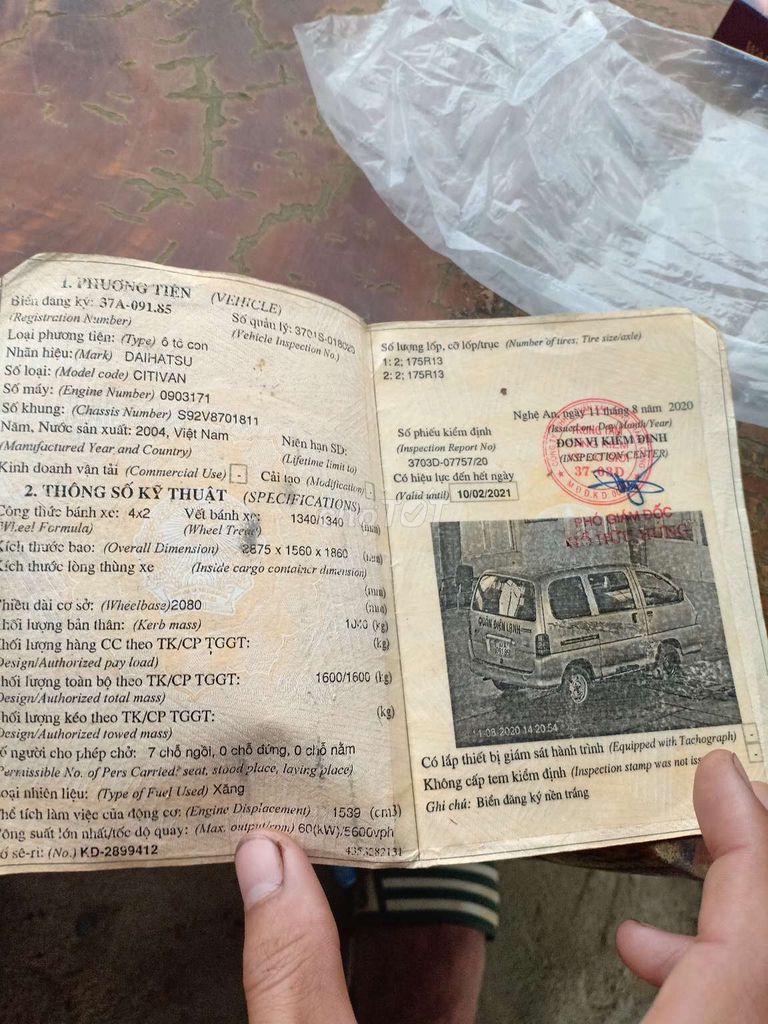 1. PHƯƠNG TIỆN (VEHICLE)
Biển đăng ký: 37A-091.85
(Registration Number)
Số quản lý: 3701S-018
(Vehicle Inspection No.)
Loại phương tiện: (Type) ô tô con
Nhãn hiệu: (Mark) DAIHATSU
Số loại: (Model code) CITIVAN
Số máy: (Engine Number) 0903171
Số khung: (Chassis Number) S92V8701811
Năm, Nước sản xuất: 2004, Việt Nam
(Manufactured Year and Country)
Niên hạn SD:
(Lifetime limit to)
Kinh doanh vận tải (Commercial Use) - Cải tạo (Modification) -
2. THÔNG SỐ KỸ THUẬT (SPECIFICATIONS)
Công thức bánh xe: 4x2 Vết bánh xe: 1340/1340 (mm)
(Wheel Formula) (Wheel Tread)
Kích thước bao: (Overall Dimension) 2875 x 1560 x 1860 (mm)
Kích thước lòng thùng xe (Inside cargo container dimension)
(mm)
Chiều dài cơ sở: (Wheelbase)2080 (mm)
Khối lượng bản thân: (Kerb mass) (kg)
Khối lượng hàng CC theo TK/CP TGGT: (kg)
Design/Authorized pay load)
Khối lượng toàn bộ theo TK/CP TGGT: 1600/1600 (kg)
Design/Authorized total mass)
Khối lượng kéo theo TK/CP TGGT: (kg)
Design/Authorized towed mass)
Số người cho phép chở: 7 chỗ ngồi, 0 chỗ đứng, 0 chỗ nằm
(Permissible No. of Pers Carried: seat, stood place, laying place)
Loại nhiên liệu: (Type of Fuel Used) Xăng
Thể tích làm việc của động cơ: (Engine Displacement) 1539 (cm3)
Công suất lớn nhất/tốc độ quay: (Max. output/rpm) 60(kW)/5600vph
Số sê-ri: (No.) KD-2899412
Số lượng lốp, cỡ lốp/trục (Number of tires; Tire size/axle)
1: 2; 175R13
2: 2; 175R13
Nghệ An, ngày 11 tháng 8 năm 2020
(Issued on: Day/Month/Year)
Số phiếu kiểm định
(Inspection Report No)
3703D-07757/20
ĐƠN VỊ KIỂM ĐỊNH
(INSPECTION CENTER)
37-03D
Có hiệu lực đến hết ngày
(Valid until) 10/02/2021
PHÓ GIÁM ĐỐC
QUÂN ĐIỆN LẠNH
11-08-2020 14:20:54
Có lắp thiết bị giám sát hành trình (Equipped with Tachograph) -
Không cấp tem kiểm định (Inspection stamp was not -
Ghi chú: Biển đăng ký nền trắng